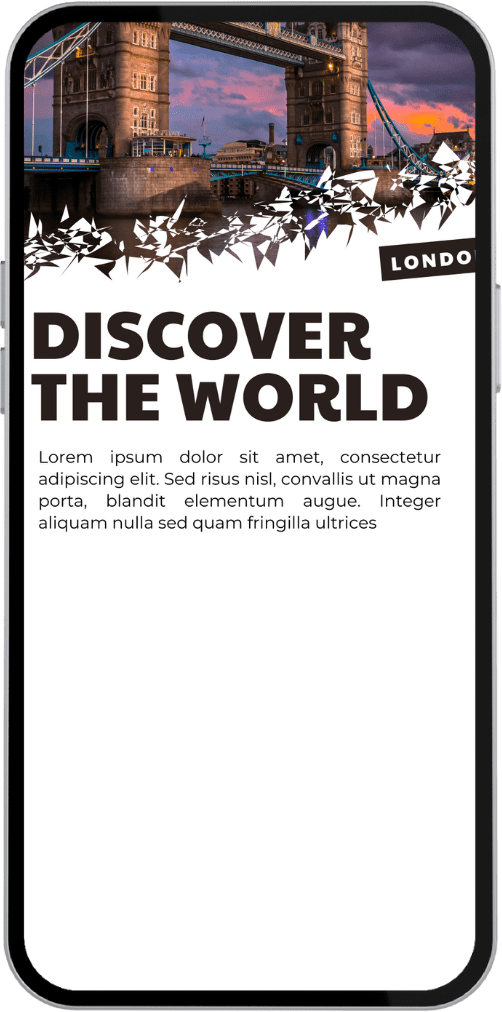 LONDO
DISCOVER
THE WORLD
Lorem ipsum dolor sit amet, consectetur
adipiscing elit. Sed risus nisl, convallis ut magna
porta, blandit elementum augue. Integer
aliquam nulla sed quam fringilla ultrices